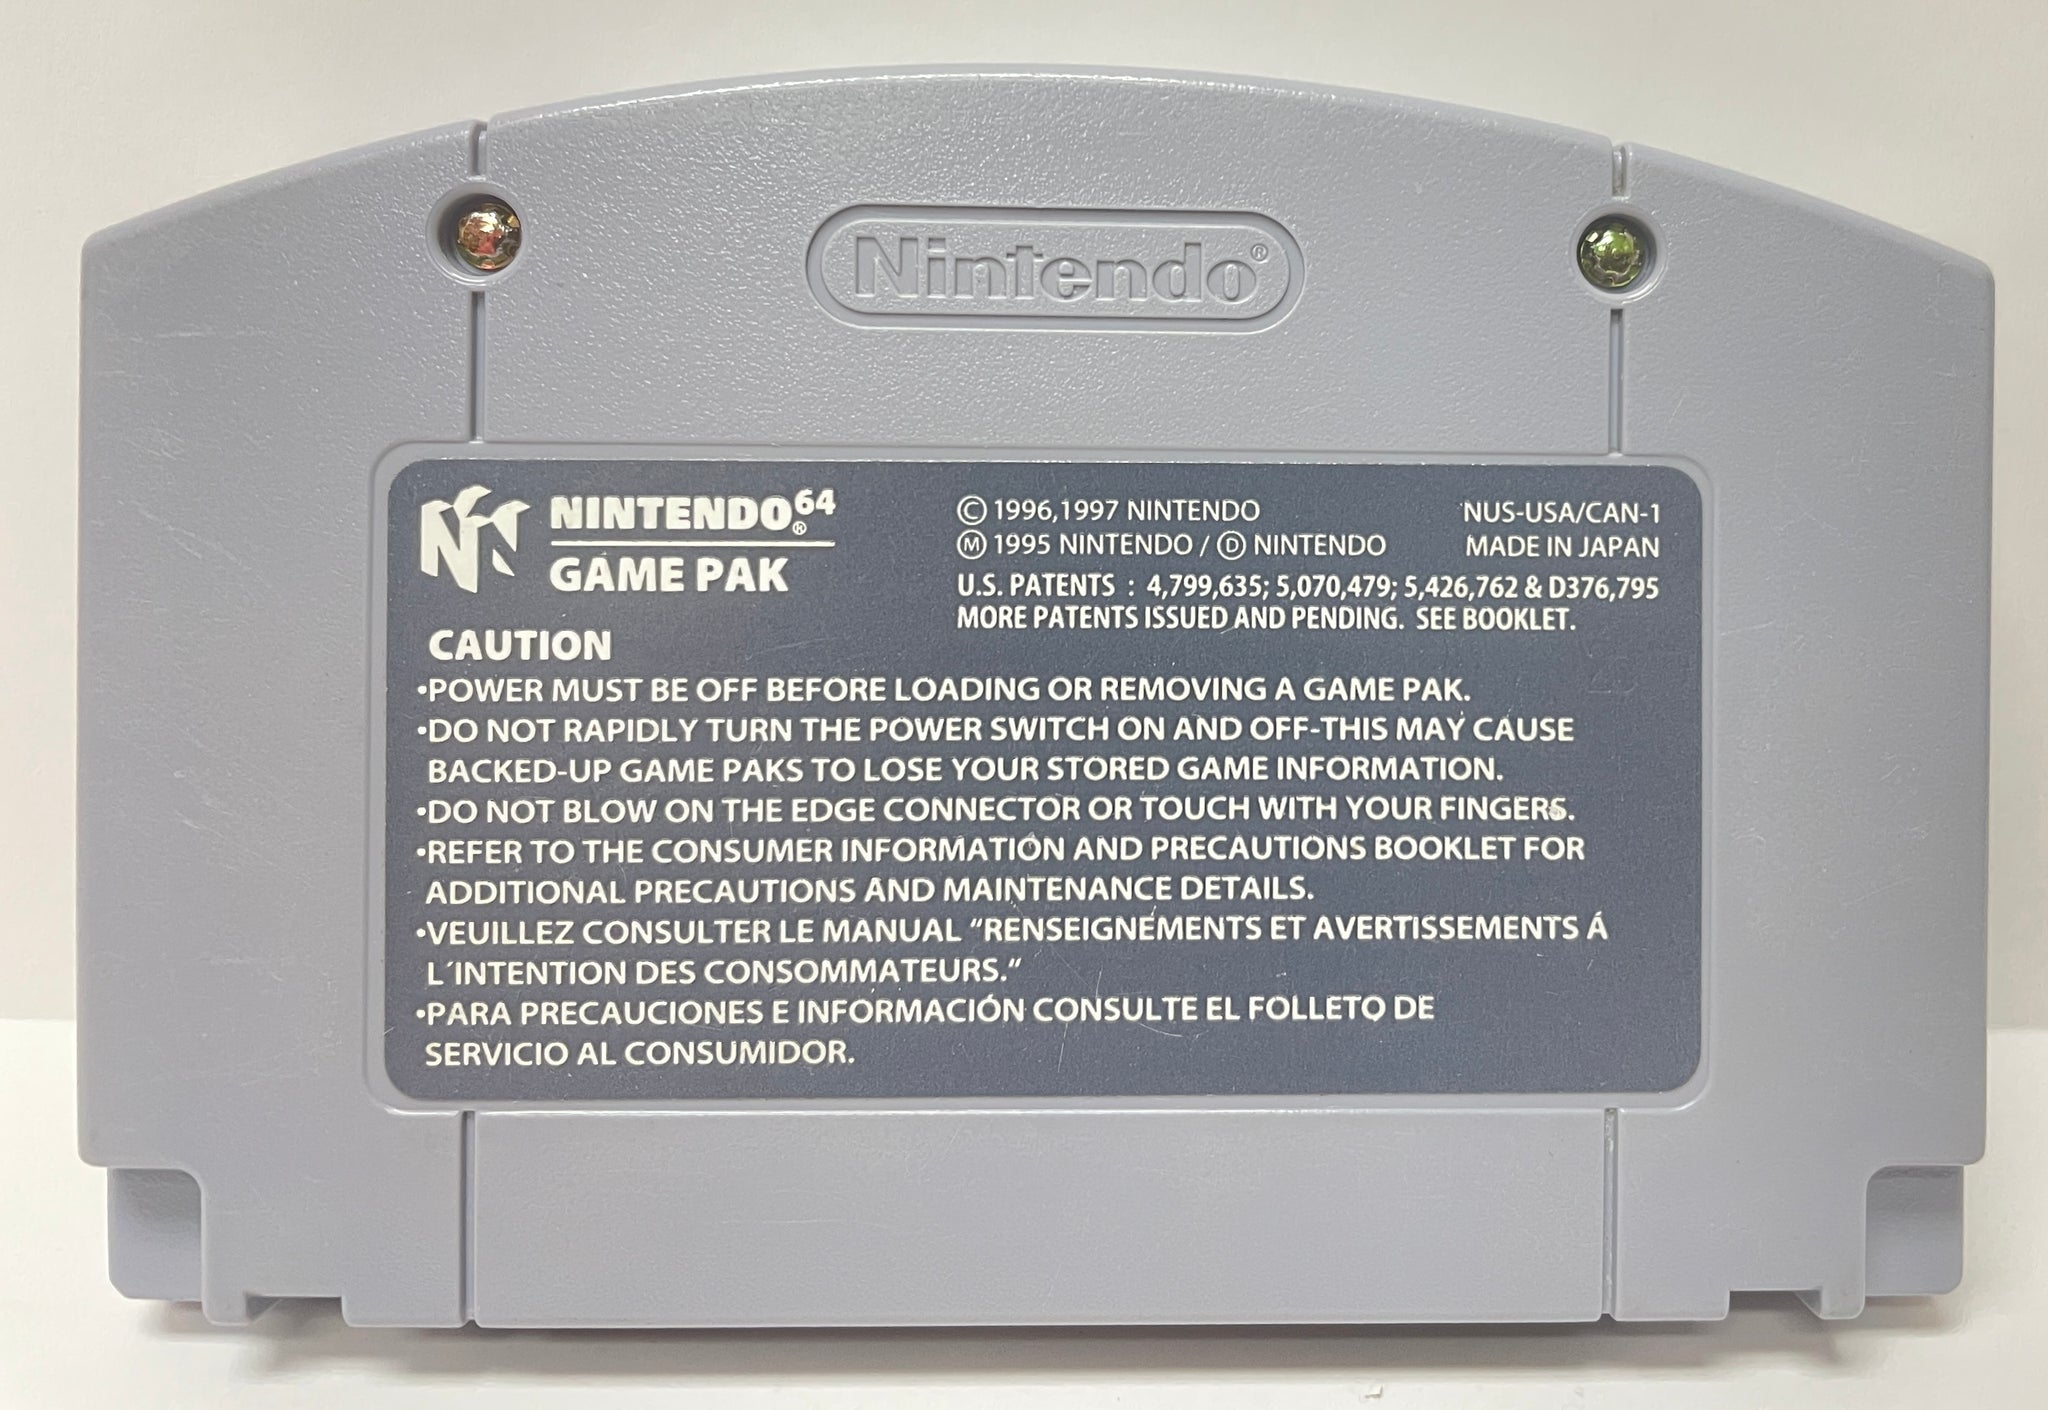 Nintendo®
NINTENDO64®
GAME PAK
© 1996,1997 NINTENDO
Ⓜ 1995 NINTENDO / Ⓓ NINTENDO
NUS-USA/CAN-1
MADE IN JAPAN
U.S. PATENTS : 4,799,635; 5,070,479; 5,426,762 & D376,795
MORE PATENTS ISSUED AND PENDING. SEE BOOKLET.
CAUTION
•POWER MUST BE OFF BEFORE LOADING OR REMOVING A GAME PAK.
•DO NOT RAPIDLY TURN THE POWER SWITCH ON AND OFF-THIS MAY CAUSE
BACKED-UP GAME PAKS TO LOSE YOUR STORED GAME INFORMATION.
•DO NOT BLOW ON THE EDGE CONNECTOR OR TOUCH WITH YOUR FINGERS.
•REFER TO THE CONSUMER INFORMATION AND PRECAUTIONS BOOKLET FOR
ADDITIONAL PRECAUTIONS AND MAINTENANCE DETAILS.
•VEUILLEZ CONSULTER LE MANUAL “RENSEIGNEMENTS ET AVERTISSEMENTS Á
L´INTENTION DES CONSOMMATEURS.”
•PARA PRECAUCIONES E INFORMACIÓN CONSULTE EL FOLLETO DE
SERVICIO AL CONSUMIDOR.